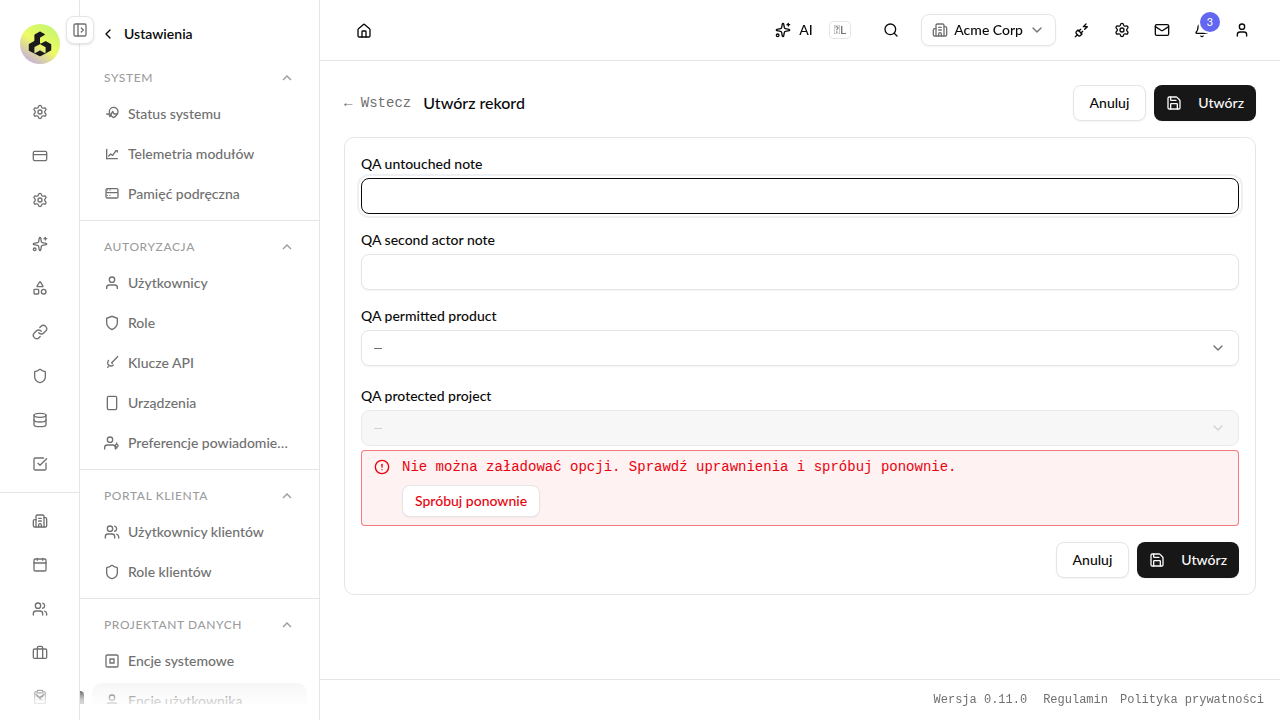 Ustawienia
SYSTEM
Status systemu
Telemetria modułów
Pamięć podręczna
AUTORYZACJA
Użytkownicy
Role
Klucze API
Urządzenia
Preferencje powiadomie...
PORTAL KLIENTA
Użytkownicy klientów
Role klientów
PROJEKTANT DANYCH
Encje systemowe
Encje użytkownika
AI
Acme Corp
3
← Wstecz
Utwórz rekord
Anuluj
Utwórz
QA untouched note
QA second actor note
QA permitted product
—
QA protected project
—
Nie można załadować opcji. Sprawdź uprawnienia i spróbuj ponownie.
Spróbuj ponownie
Anuluj
Utwórz
Wersja 0.11.0
Regulamin
Polityka prywatności